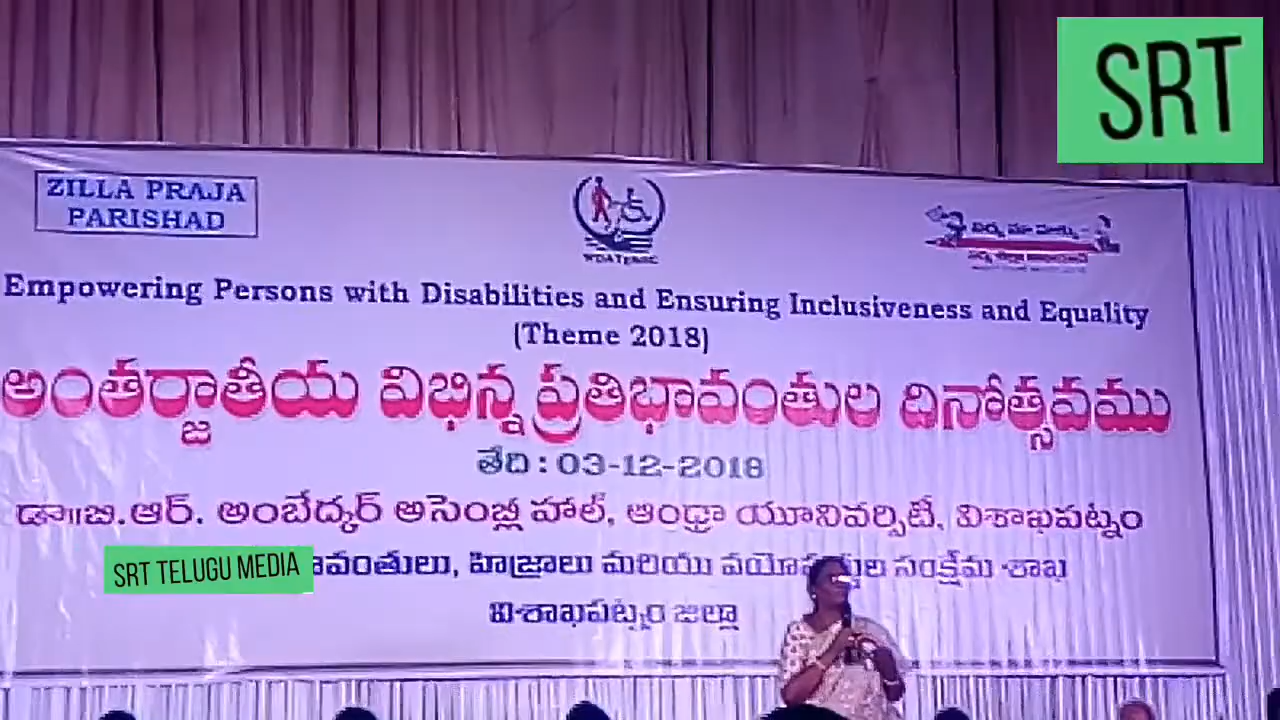 SRT
ZILLA PRAJA
PARISHAD
Empowering Persons with Disabilities and Ensuring Inclusiveness and Equality
(Theme 2018)
అంతర్జాతీయ విభిన్న ప్రతిభావంతుల దినోత్సవము
తేది : 03-12-2018
డా॥బి.ఆర్. అంబేద్కర్ అసెంబ్లీ హాల్, ఆంధ్రా యూనివర్సిటీ, విశాఖపట్నం
SRT TELUGU MEDIA
హిజ్రాలు మరియు సంక్షేమ శాఖ
విశాఖపట్నం జిల్లా